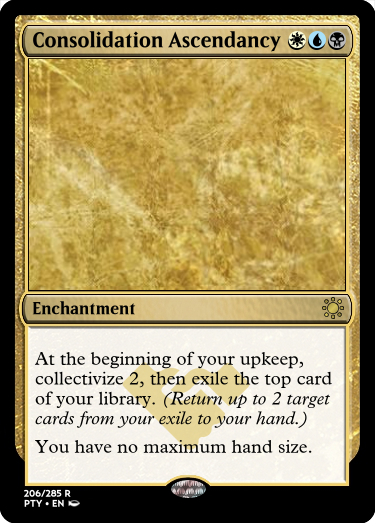 Consolidation Ascendancy
Enchantment
At the beginning of your upkeep,
collectivize 2, then exile the top card
of your library. (Return up to 2 target
cards from your exile to your hand.)
You have no maximum hand size.
206/285 R
PTY • EN